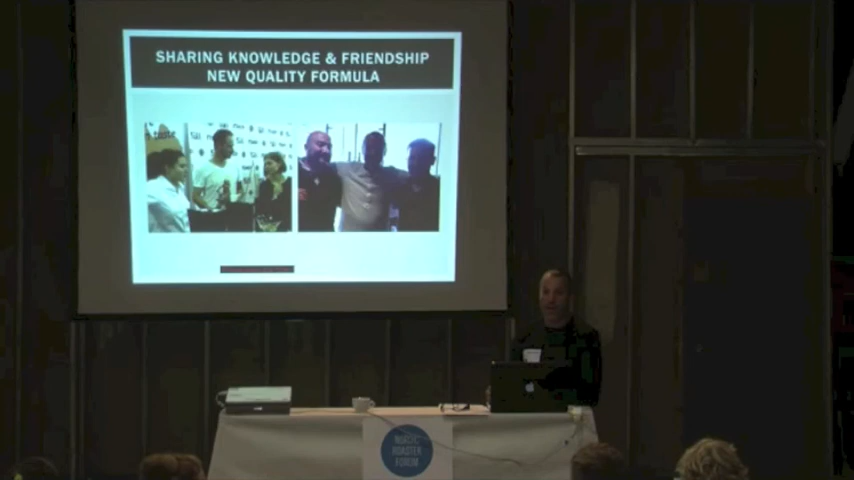 SHARING KNOWLEDGE & FRIENDSHIP
NEW QUALITY FORMULA
NORDIC
ROASTER
FORUM